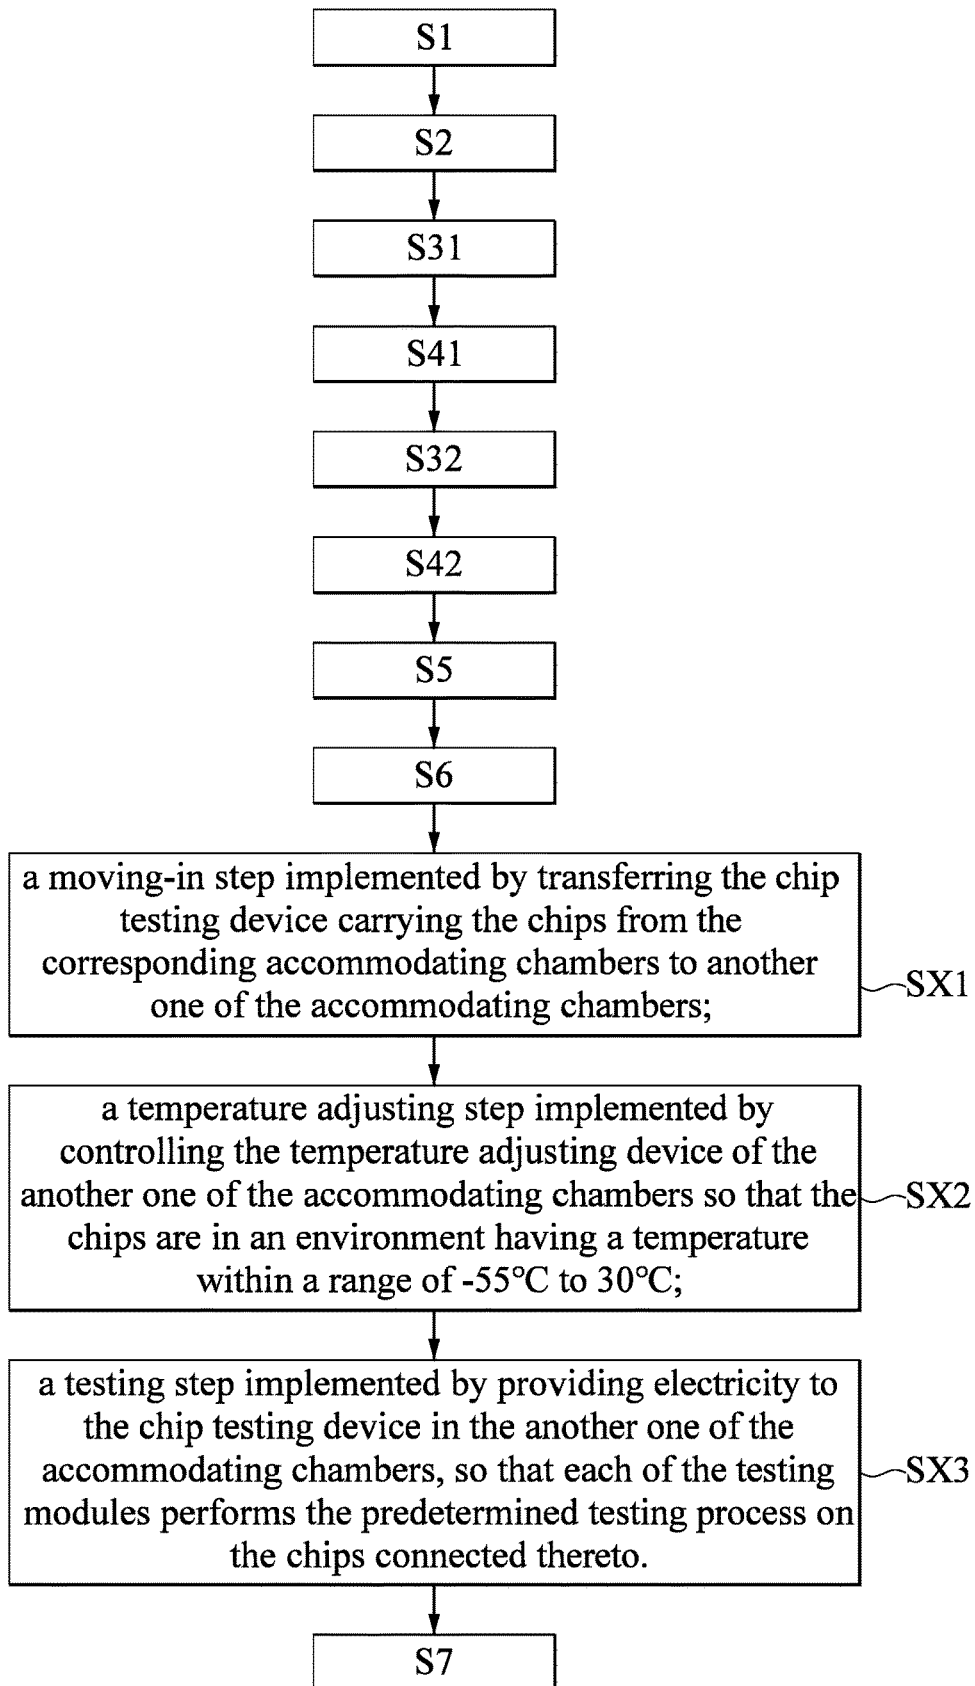 S1
S2
S31
S41
S32
S42
S5
S6
a moving-in step implemented by transferring the chip
testing device carrying the chips from the
corresponding accommodating chambers to another
one of the accommodating chambers;
SX1
a temperature adjusting step implemented by
controlling the temperature adjusting device of the
another one of the accommodating chambers so that the
chips are in an environment having a temperature
within a range of -55°C to 30°C;
SX2
a testing step implemented by providing electricity to
the chip testing device in the another one of the
accommodating chambers, so that each of the testing
modules performs the predetermined testing process on
the chips connected thereto.
SX3
S7